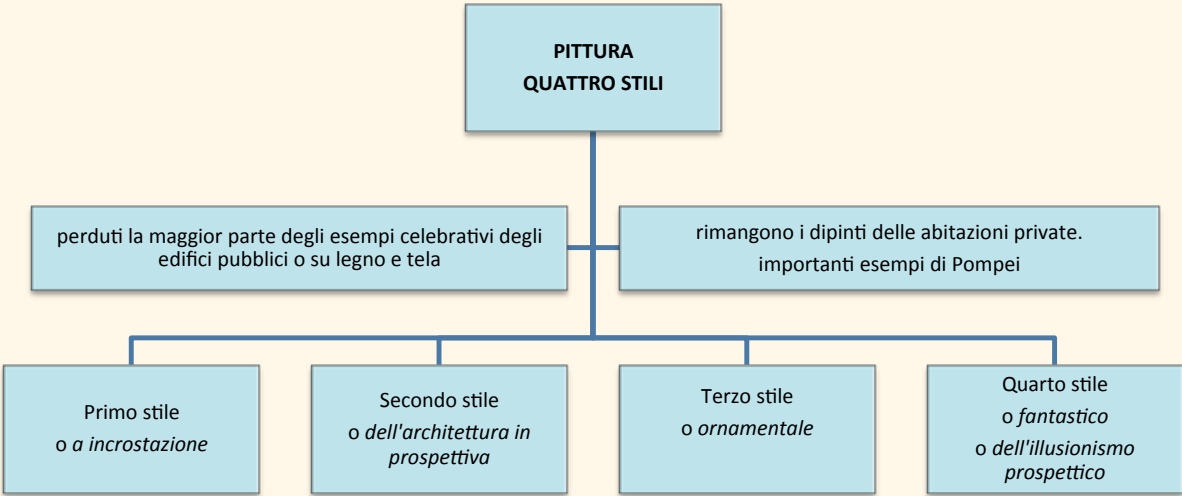 PITTURA
QUATTRO STILI
perduti la maggior parte degli esempi celebrativi degli
edifici pubblici o su legno e tela
rimangono i dipinti delle abitazioni private.
importanti esempi di Pompei
Primo stile
o a incrostazione
Secondo stile
o dell'architettura in
prospettiva
Terzo stile
o ornamentale
Quarto stile
o fantastico
o dell'illusionismo
prospettico